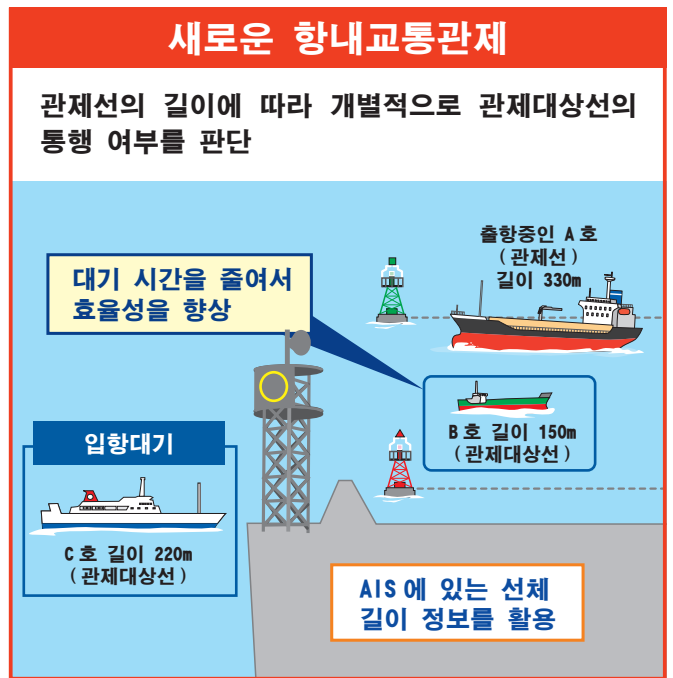 새로운 항내교통관제
관제선의 길이에 따라 개별적으로 관제대상선의
통행 여부를 판단
출항중인 A호
(관제선)
길이 330m
대기 시간을 줄여서
효율성을 향상
B호 길이 150m
(관제대상선)
입항대기
C호 길이 220m
(관제대상선)
AIS에 있는 선체
길이 정보를 활용